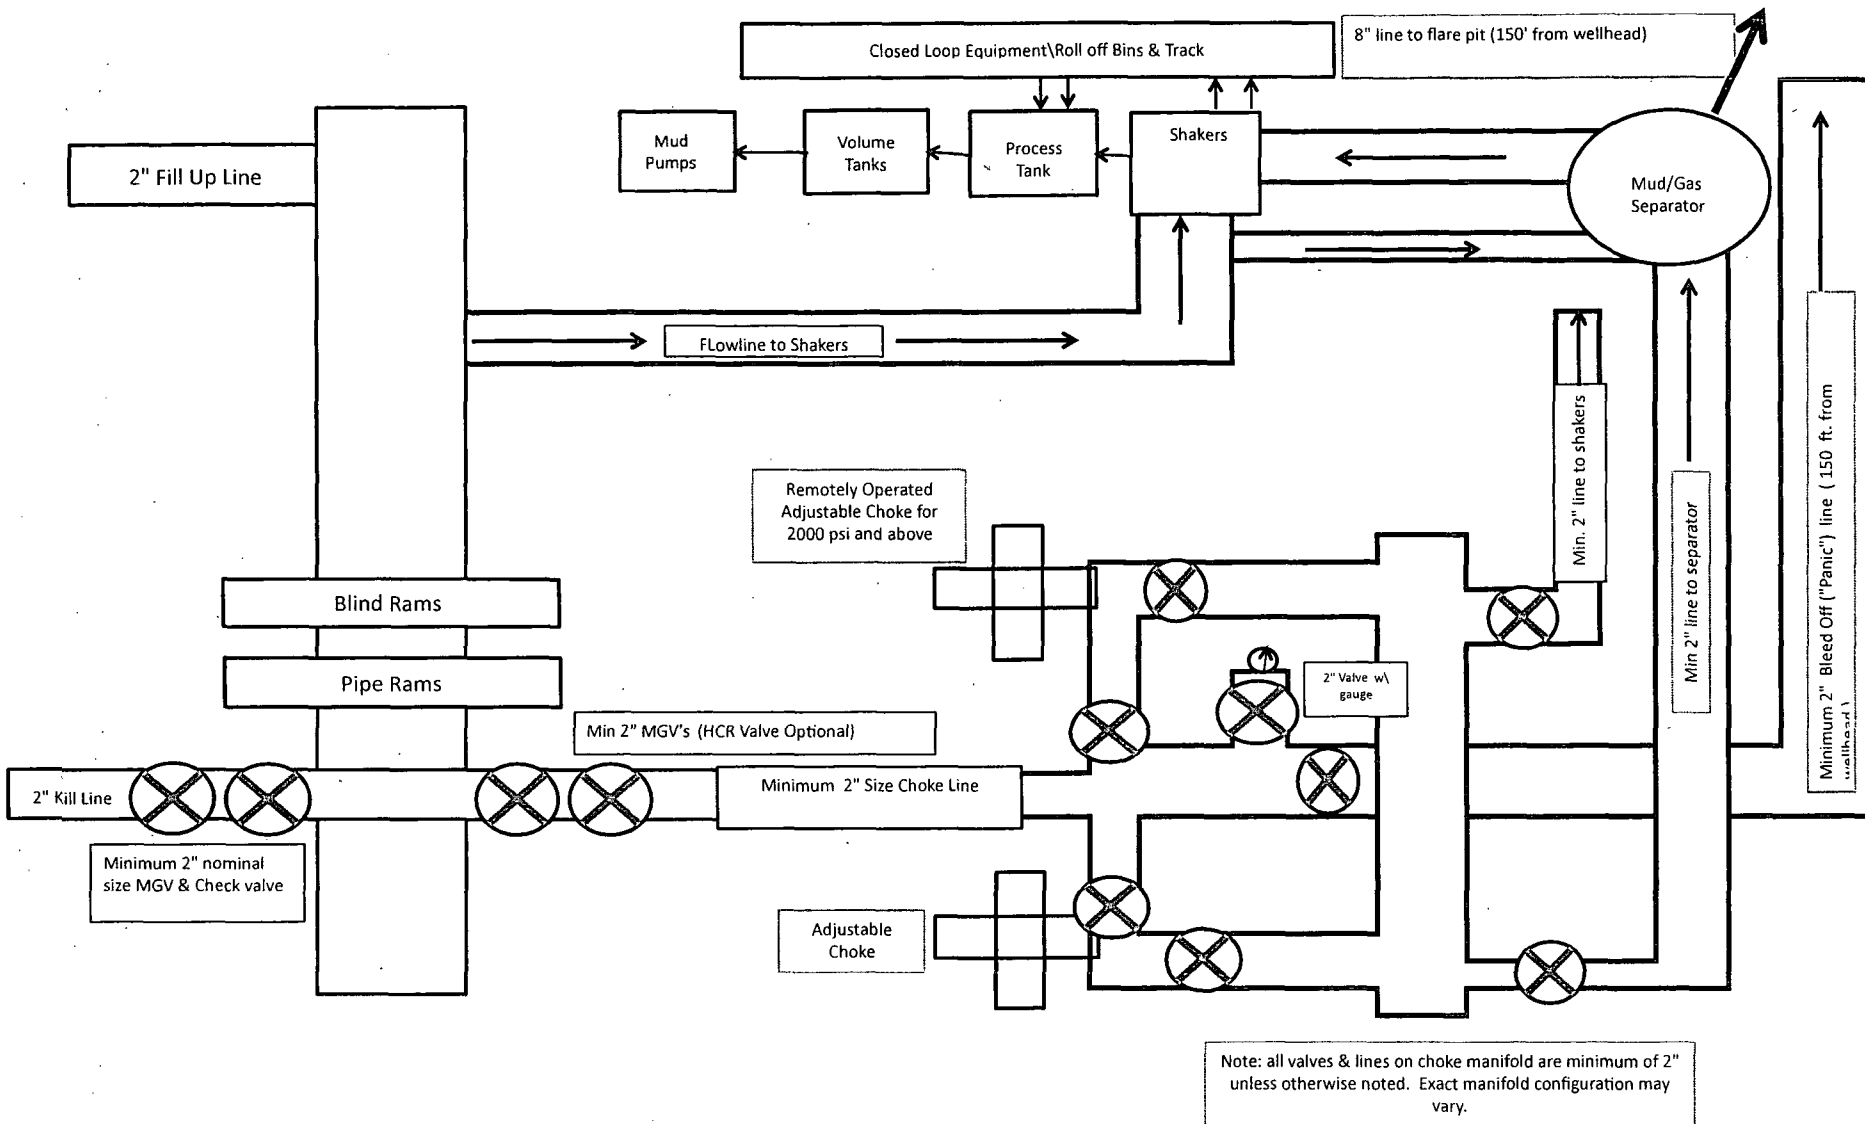 Closed Loop Equipment\Roll off Bins & Track
8" line to flare pit (150' from wellhead)
2" Fill Up Line
Mud
Pumps
Volume
Tanks
Process
Tank
Shakers
Mud/Gas
Separator
FLowline to Shakers
Remotely Operated
Adjustable Choke for
2000 psi and above
Min. 2" line to shakers
Min 2" line to separator
Minimum 2" Bleed Off ("Panic") line ( 150 ft. from
wellhead )
Blind Rams
Pipe Rams
2" Valve w\
gauge
Min 2" MGV's (HCR Valve Optional)
2" Kill Line
Minimum 2" Size Choke Line
Minimum 2" nominal
size MGV & Check valve
Adjustable
Choke
Note: all valves & lines on choke manifold are minimum of 2"
unless otherwise noted. Exact manifold configuration may
vary.